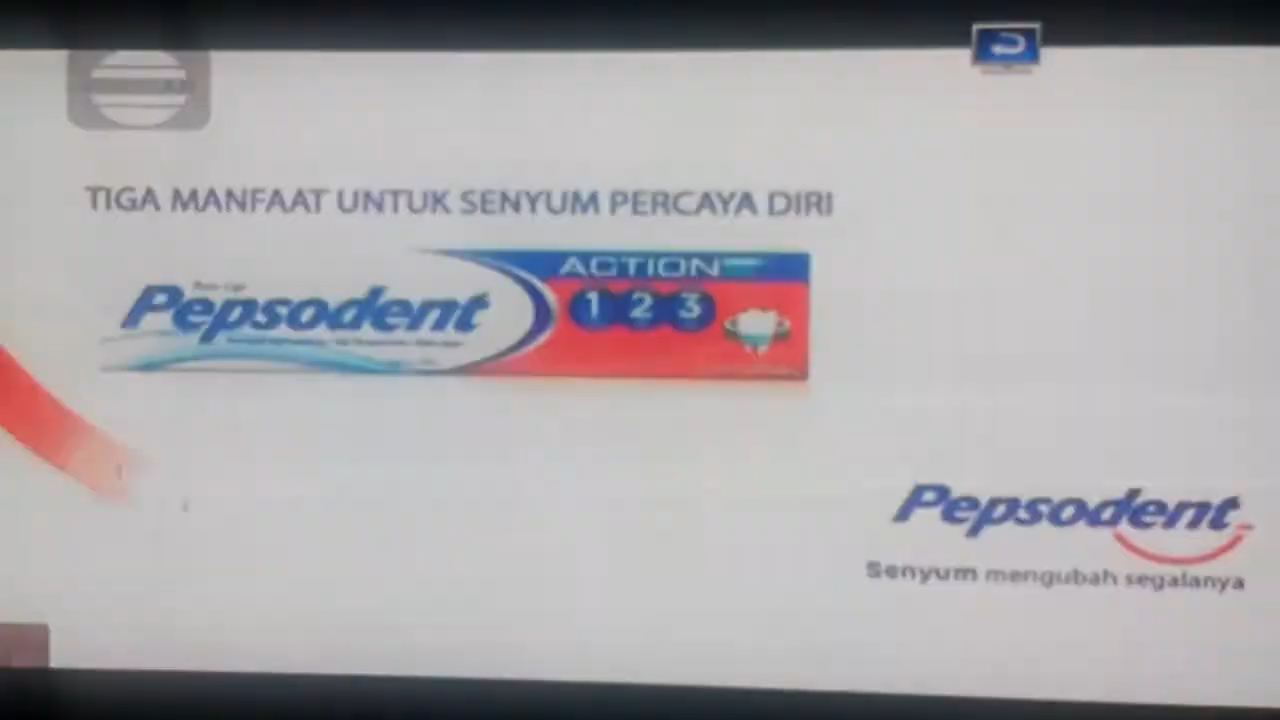 TIGA MANFAAT UNTUK SENYUM PERCAYA DIRI
ACTION
1 2 3
Pepsodent
Pepsodent
Senyum mengubah segalanya